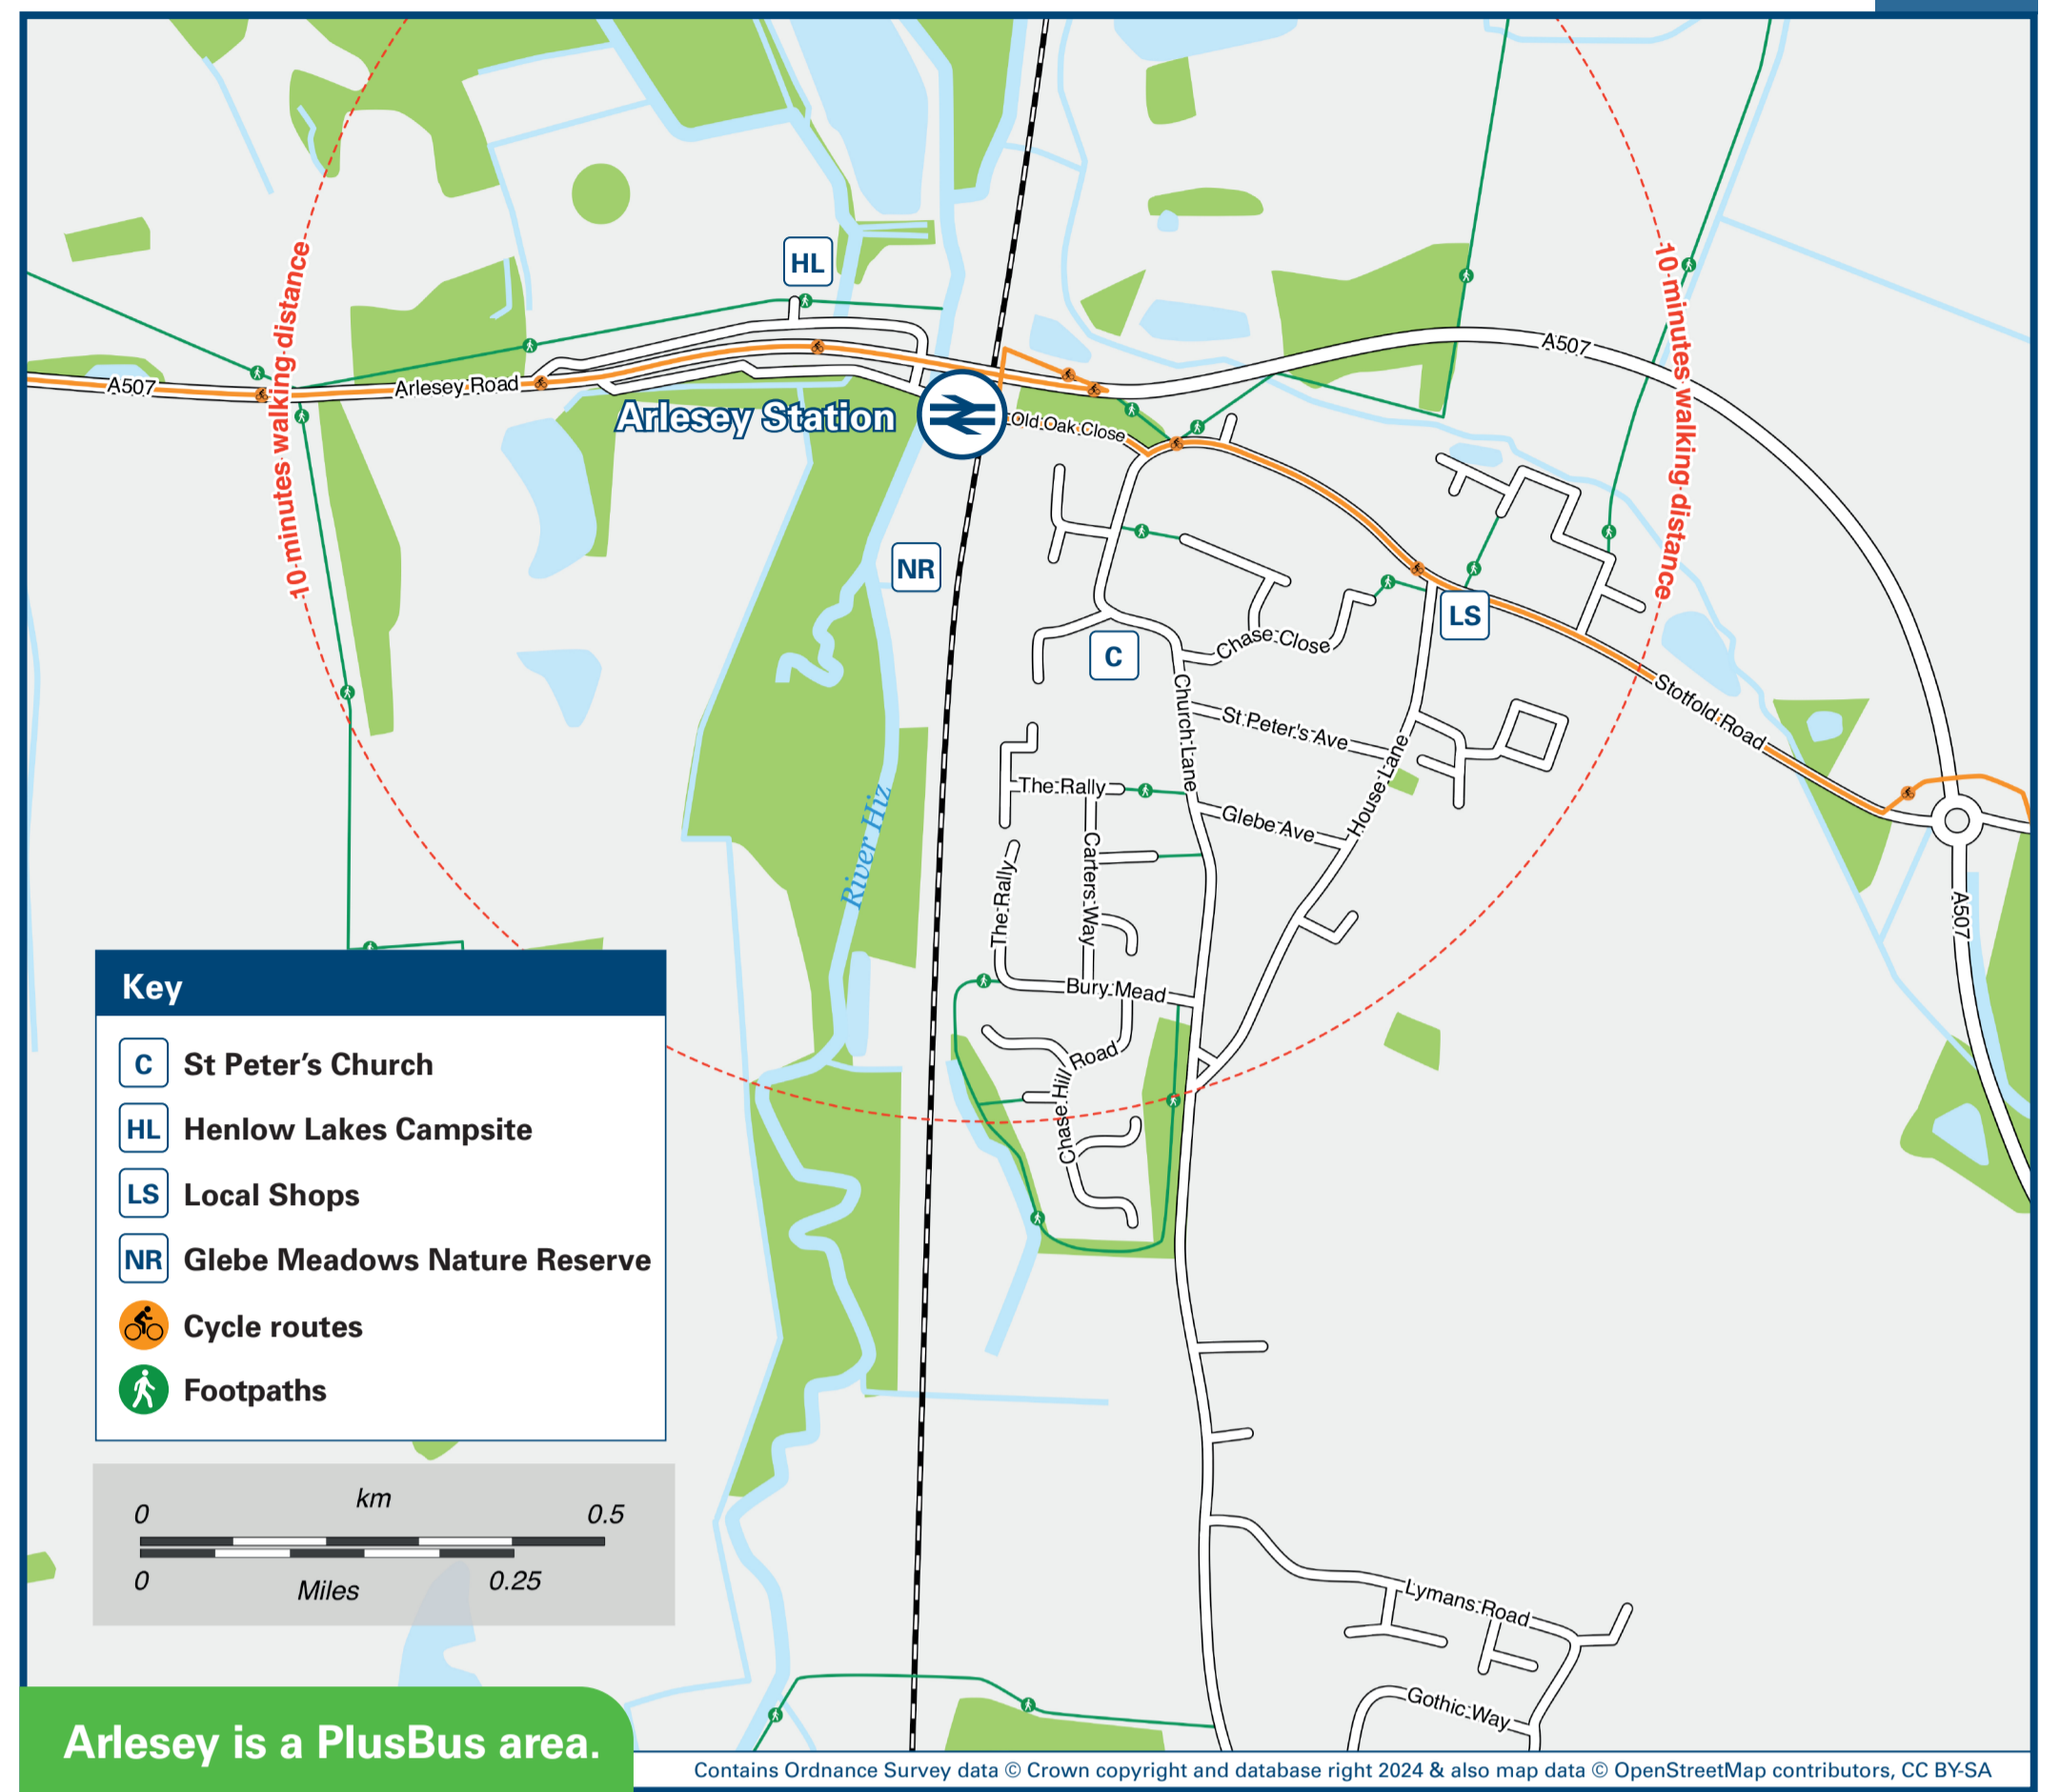 HL
10 minutes walking distance
10 minutes walking distance
A507
A507
Arlesey Road
Arlesey Station
Old Oak Close
NR
LS
C
Chase Close
Church Lane
St Peter's Ave
Stotfold Road
House Lane
The Rally
Glebe Ave
Carters Way
The Rally
River Hiz
A507
Bury Mead
Chase Hill Road
Key
C St Peter’s Church
HL Henlow Lakes Campsite
LS Local Shops
NR Glebe Meadows Nature Reserve
Cycle routes
Footpaths
km
0 0.5
0 Miles 0.25
Lymans Road
Gothic Way
Arlesey is a PlusBus area.
Contains Ordnance Survey data © Crown copyright and database right 2024 & also map data © OpenStreetMap contributors, CC BY-SA